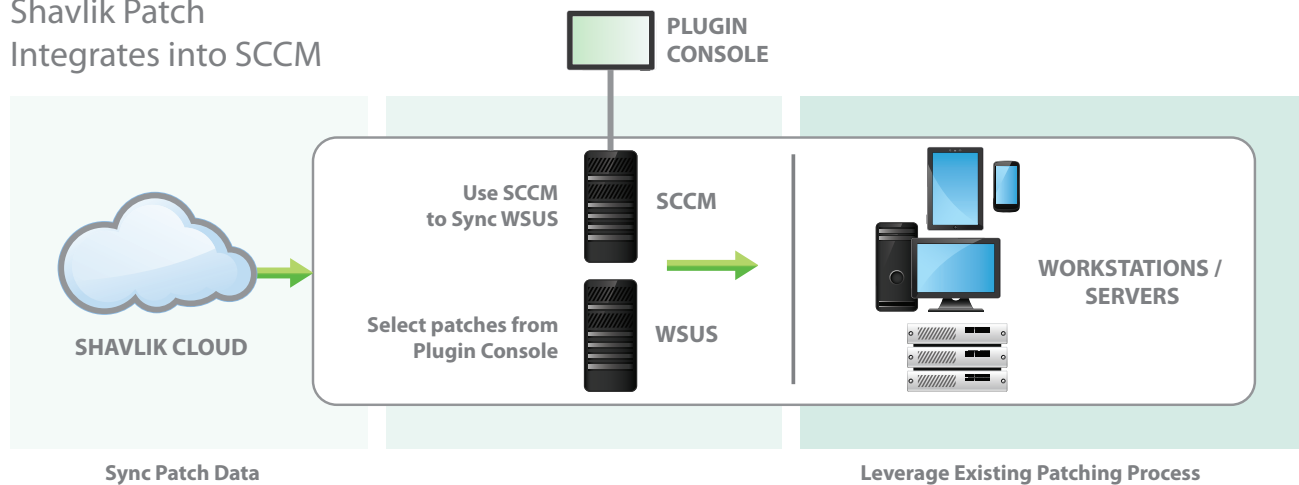 Shavlik Patch
Integrates into SCCM
PLUGIN
CONSOLE
Use SCCM
to Sync WSUS
SCCM
SHAVLIK CLOUD
Select patches from
Plugin Console
WSUS
WORKSTATIONS /
SERVERS
Sync Patch Data
Leverage Existing Patching Process